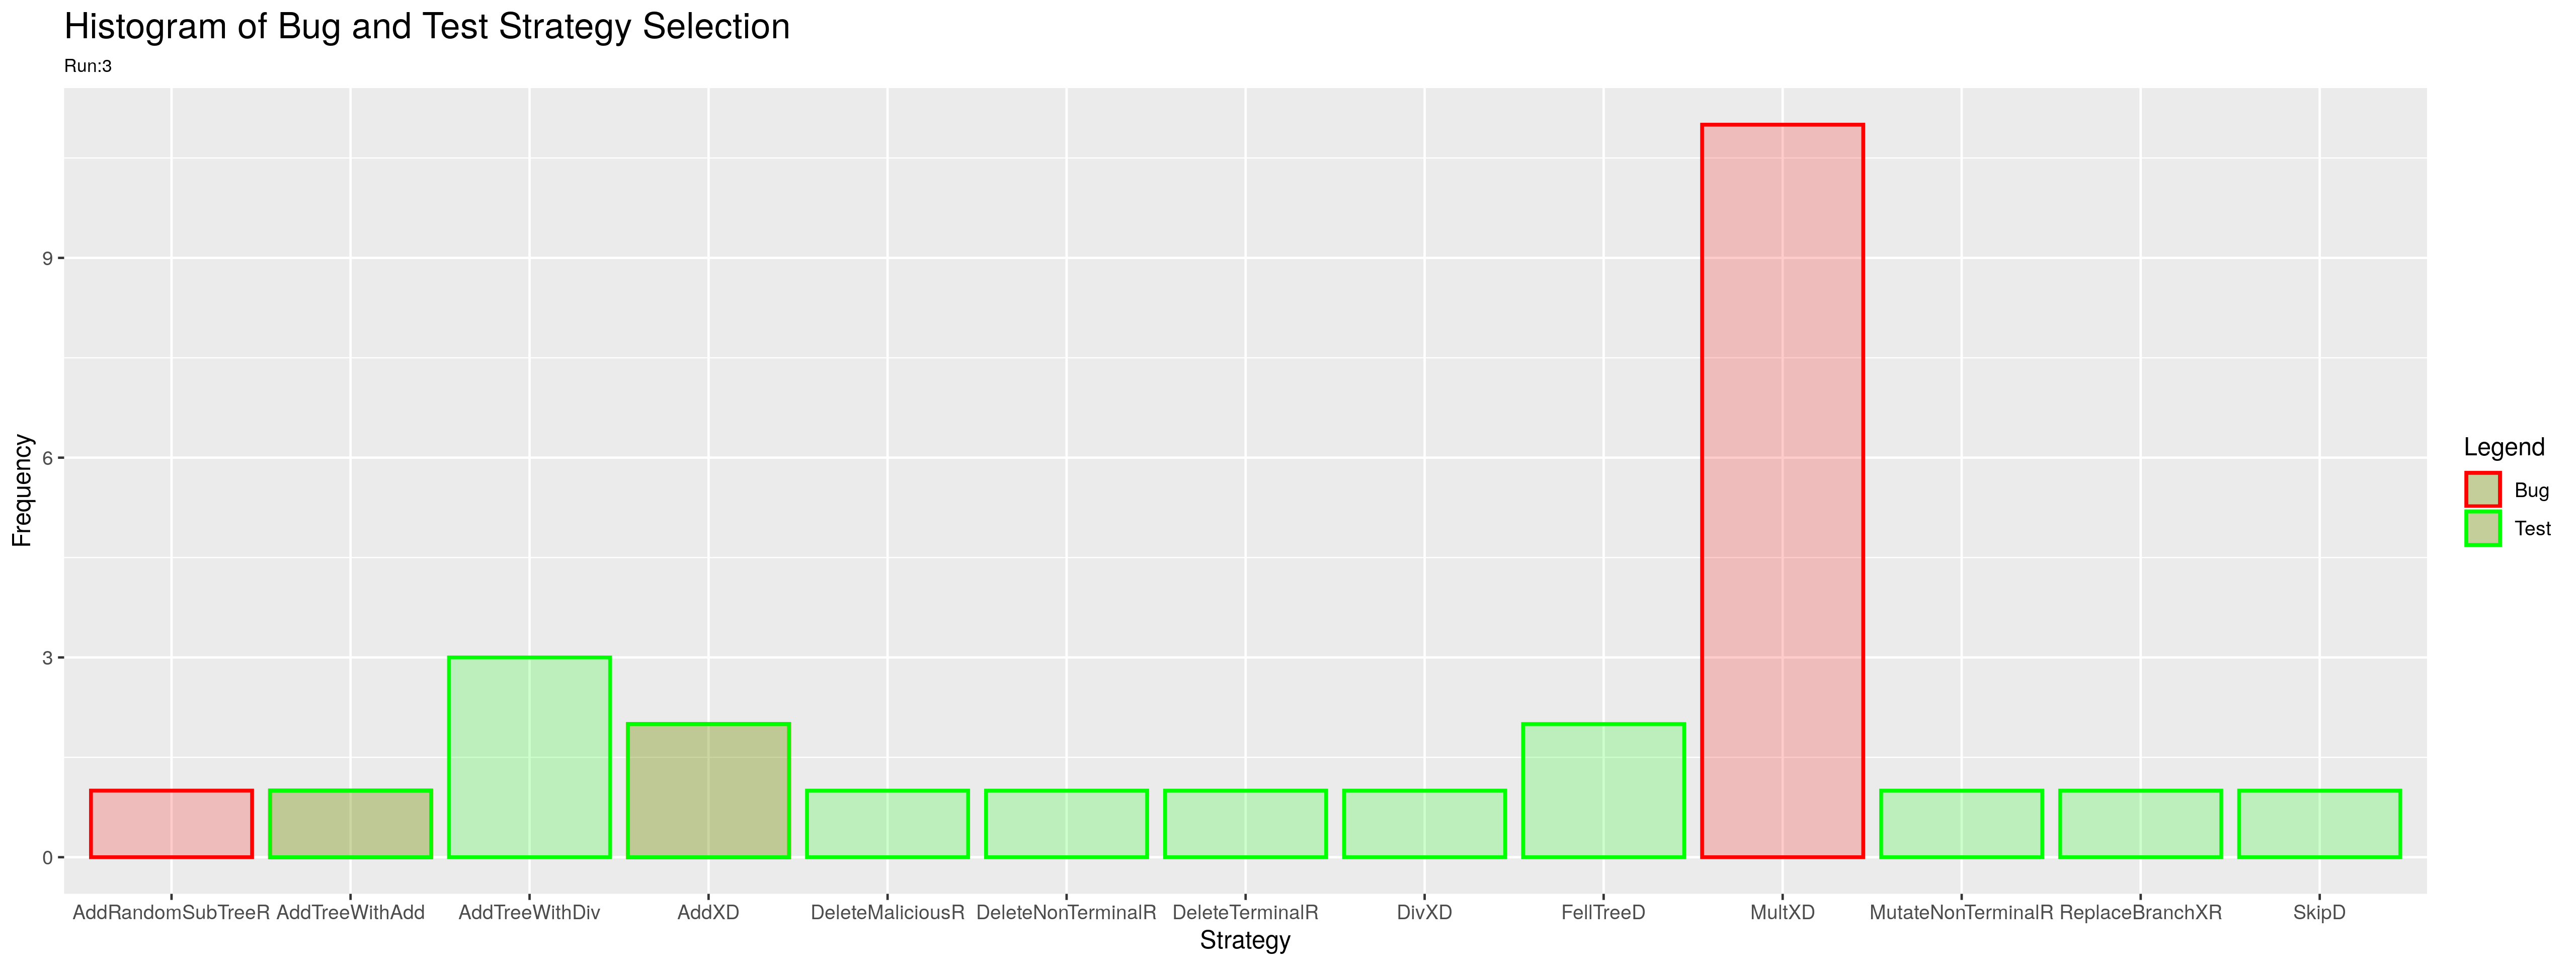 Histogram of Bug and Test Strategy Selection
Run:3
Frequency
9
6
3
0
AddRandomSubTreeR AddTreeWithAdd AddTreeWithDiv AddXD DeleteMaliciousR DeleteNonTerminalR DeleteTerminalR DivXD FellTreeD MultXD MutateNonTerminalR ReplaceBranchXR SkipD
Strategy
Legend
Bug
Test